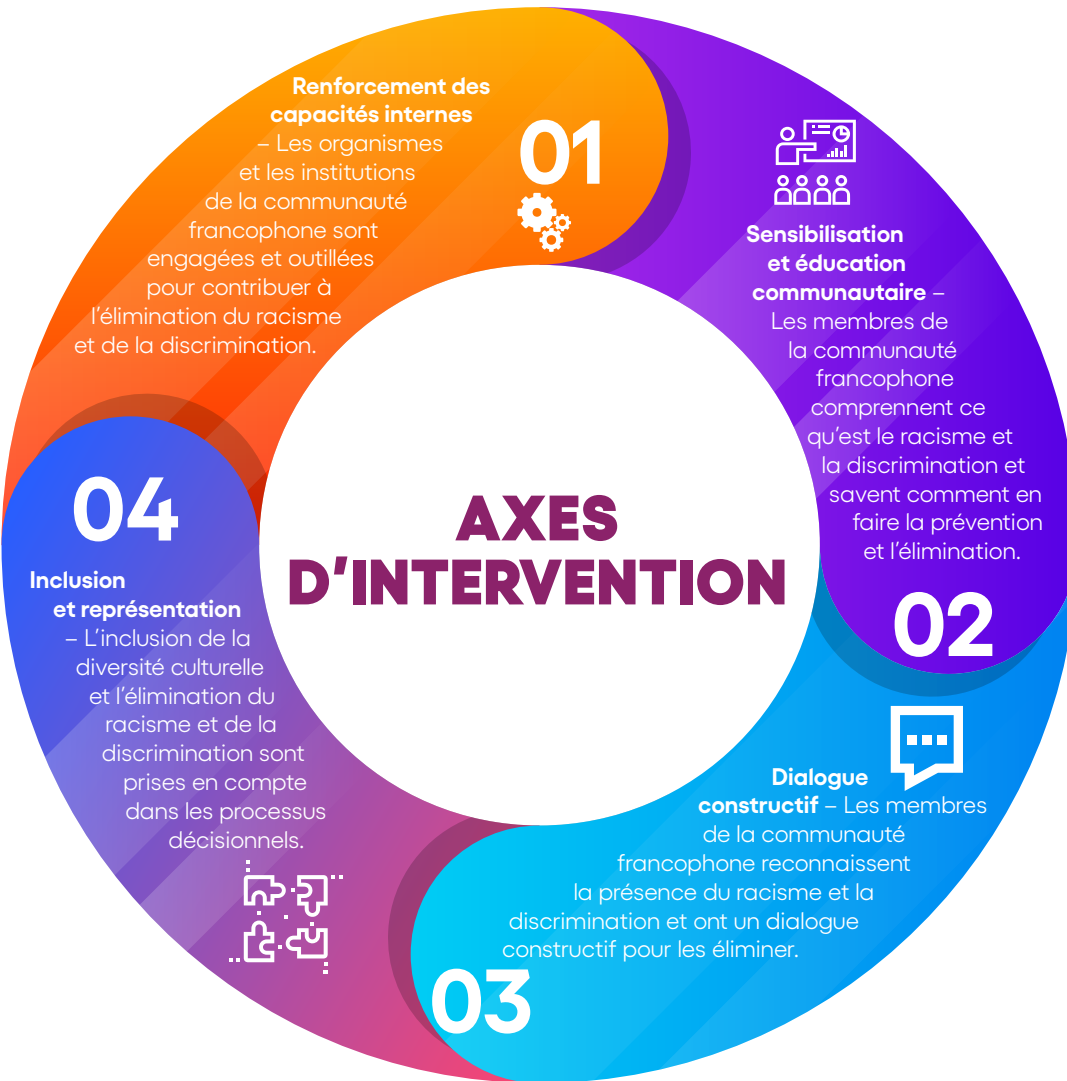 Renforcement des
capacités internes
– Les organismes
et les institutions
de la communauté
francophone sont
engagées et outillées
pour contribuer à
l’élimination du racisme
et de la discrimination.
01
Sensibilisation
et éducation
communautaire –
Les membres de
la communauté
francophone
comprennent ce
qu’est le racisme et
la discrimination et
savent comment en
faire la prévention
et l’élimination.
02
Dialogue
constructif – Les membres
de la communauté
francophone reconnaissent
la présence du racisme et la
discrimination et ont un dialogue
constructif pour les éliminer.
03
04
Inclusion
et représentation
– L’inclusion de la
diversité culturelle
et l’élimination du
racisme et de la
discrimination sont
prises en compte
dans les processus
décisionnels.
AXES
D’INTERVENTION